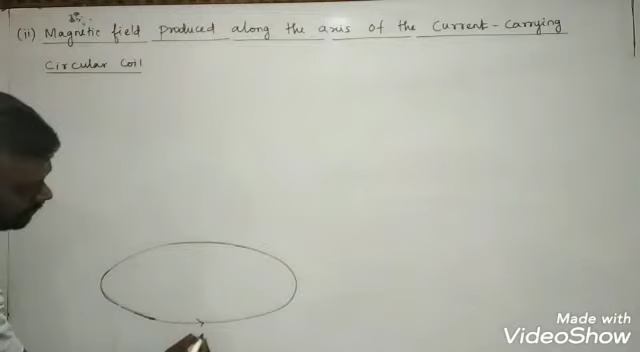 (ii) Magnetic field produced along the axis of the current-carrying
circular coil
Made with
VideoShow